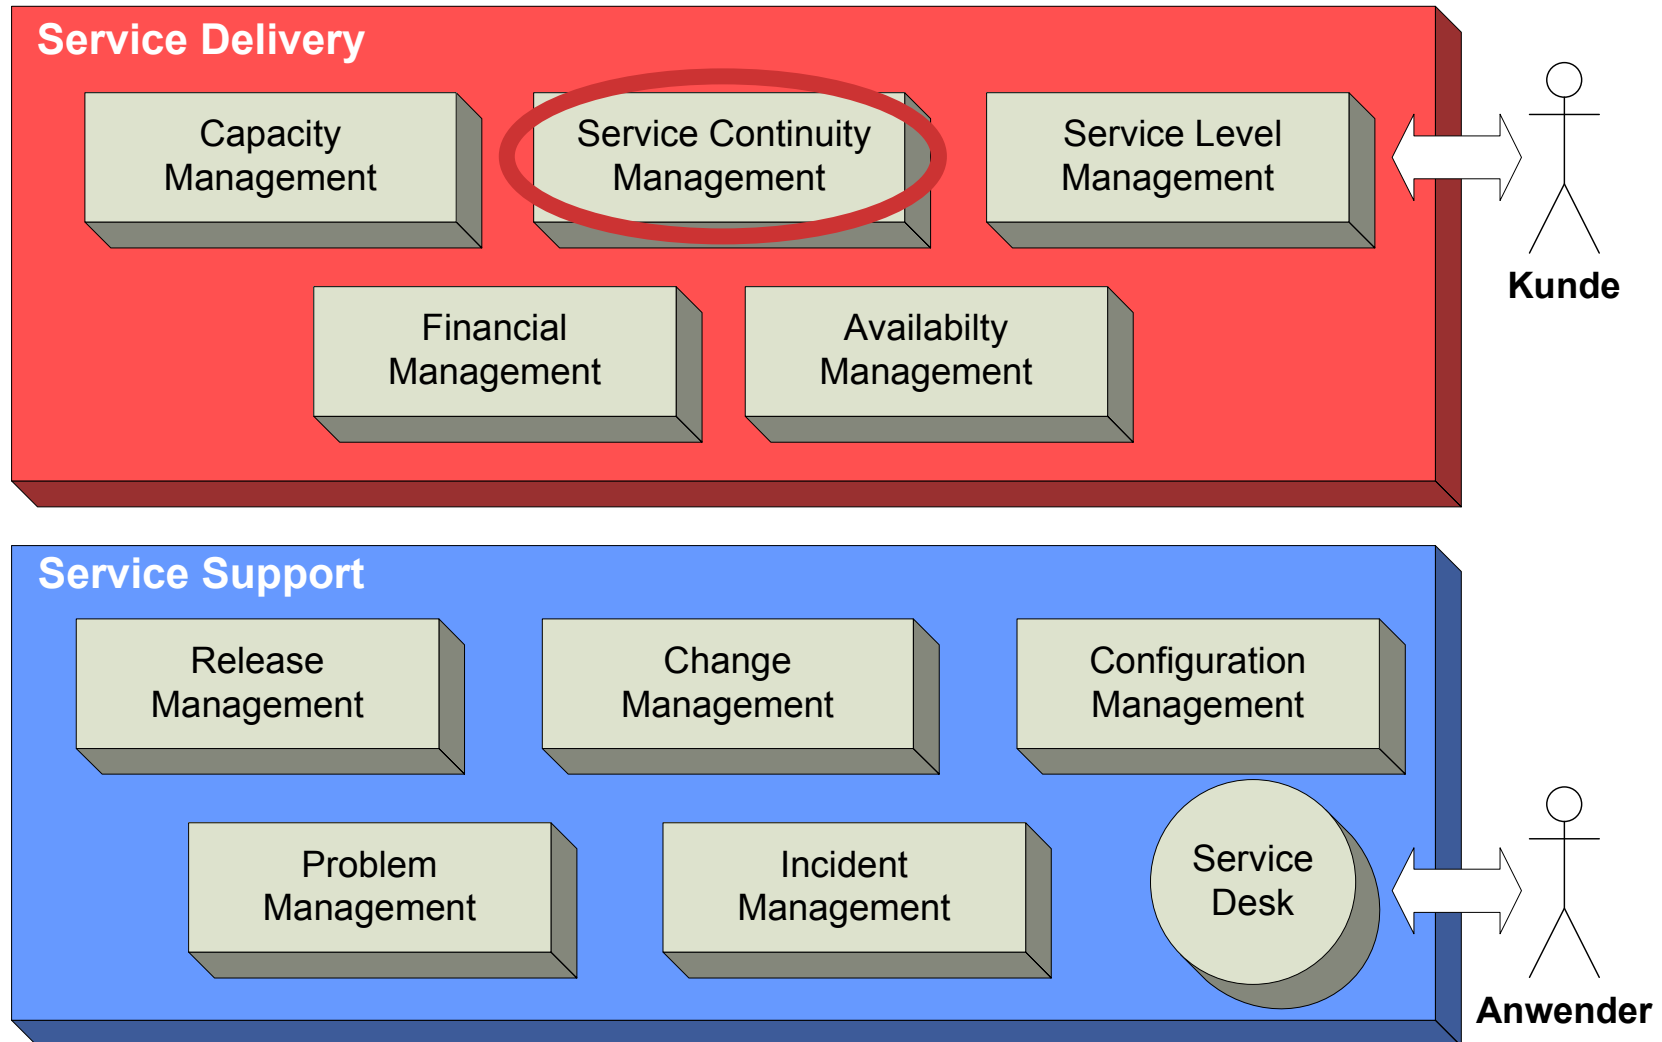 Service Delivery
Capacity
Management
Service Continuity
Management
Service Level
Management
Kunde
Financial
Management
Availabilty
Management
Service Support
Release
Management
Change
Management
Configuration
Management
Problem
Management
Incident
Management
Service
Desk
Anwender